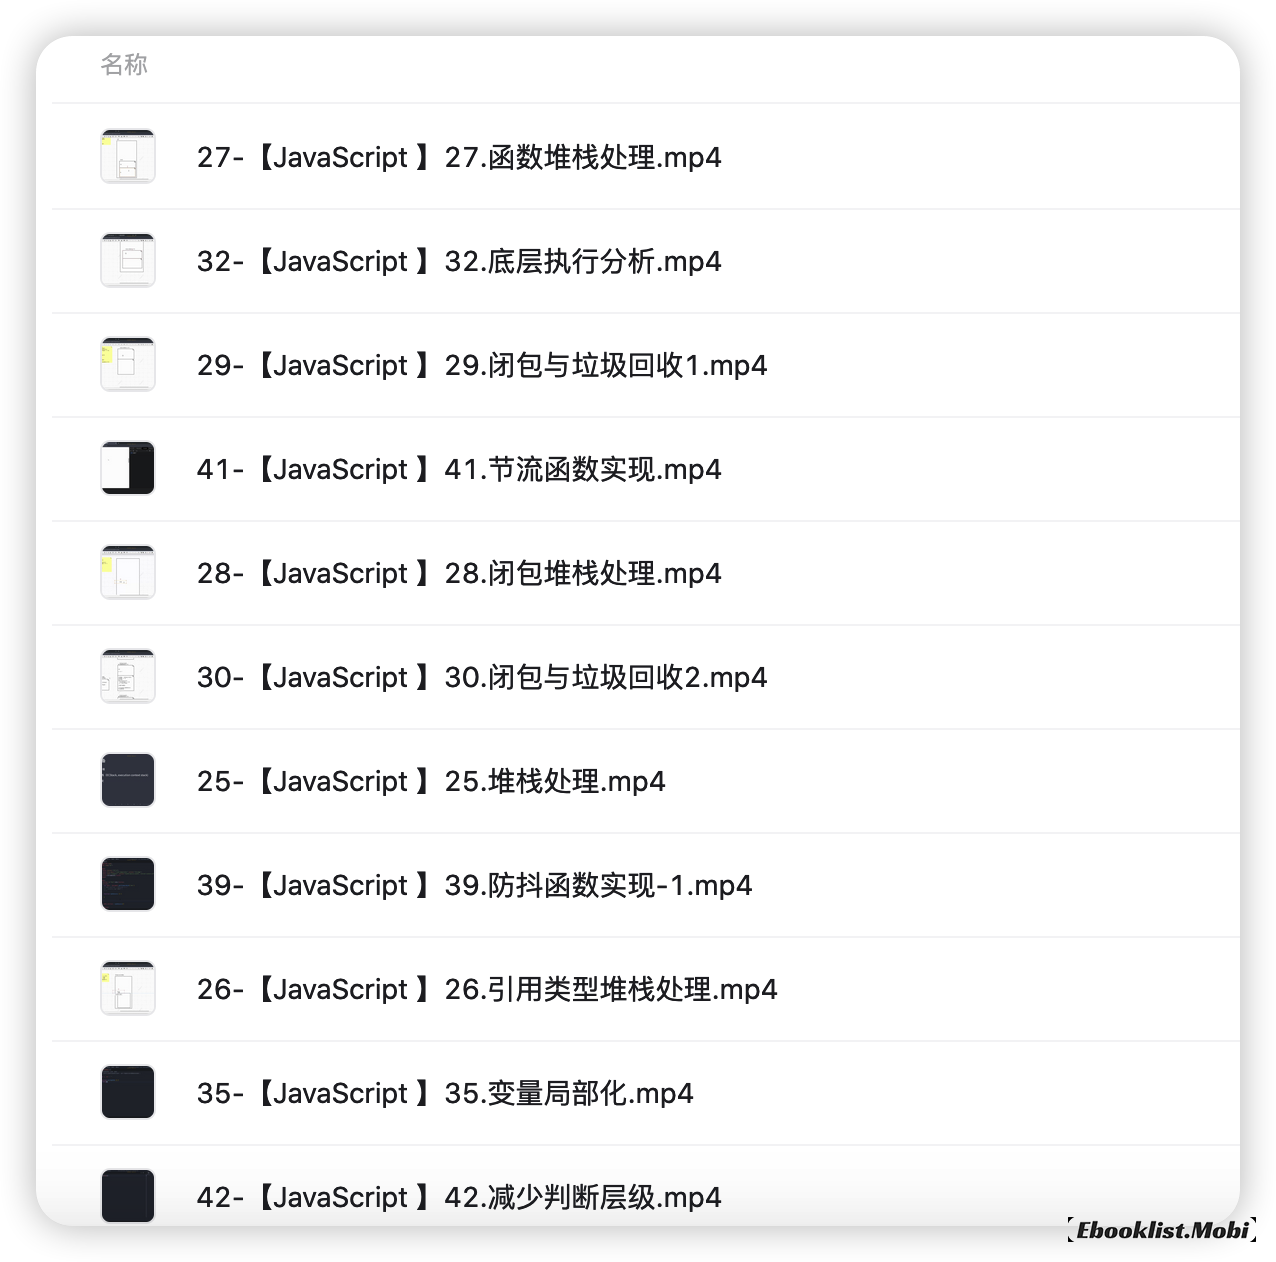 名称
27-【JavaScript 】27.函数堆栈处理.mp4
32-【JavaScript 】32.底层执行分析.mp4
29-【JavaScript 】29.闭包与垃圾回收1.mp4
41-【JavaScript 】41.节流函数实现.mp4
28-【JavaScript 】28.闭包堆栈处理.mp4
30-【JavaScript 】30.闭包与垃圾回收2.mp4
25-【JavaScript 】25.堆栈处理.mp4
39-【JavaScript 】39.防抖函数实现-1.mp4
26-【JavaScript 】26.引用类型堆栈处理.mp4
35-【JavaScript 】35.变量局部化.mp4
42-【JavaScript 】42.减少判断层级.mp4
【Ebooklist.Mobi】